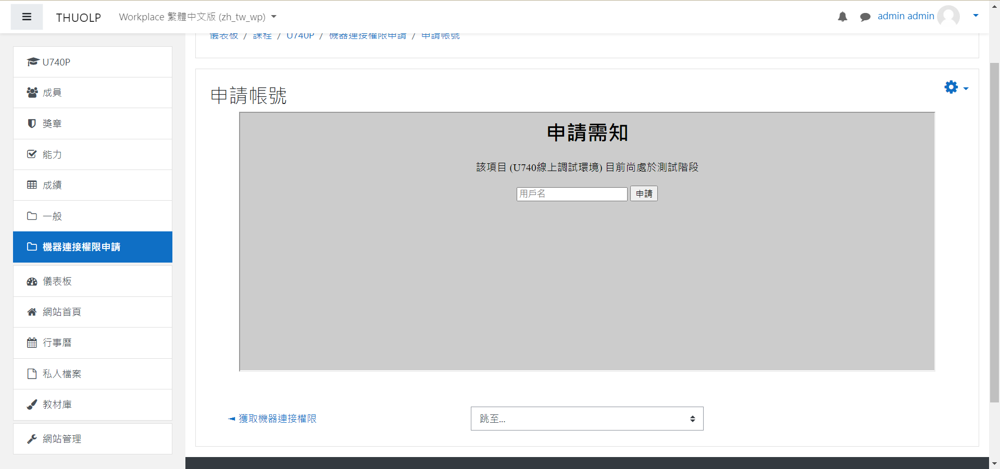 THUOLP
Workplace 繁體中文版 (zh_tw_wp)
admin admin
儀表板 / 課程 / U740P / 機器連接權限申請 / 申請帳號
U740P
成員
獎章
能力
成績
一般
機器連接權限申請
儀表板
網站首頁
行事曆
私人檔案
教材庫
網站管理
申請帳號
申請需知
該項目 (U740線上調試環境) 目前尚處於測試階段
用戶名 申請
◄ 獲取機器連接權限
跳至...